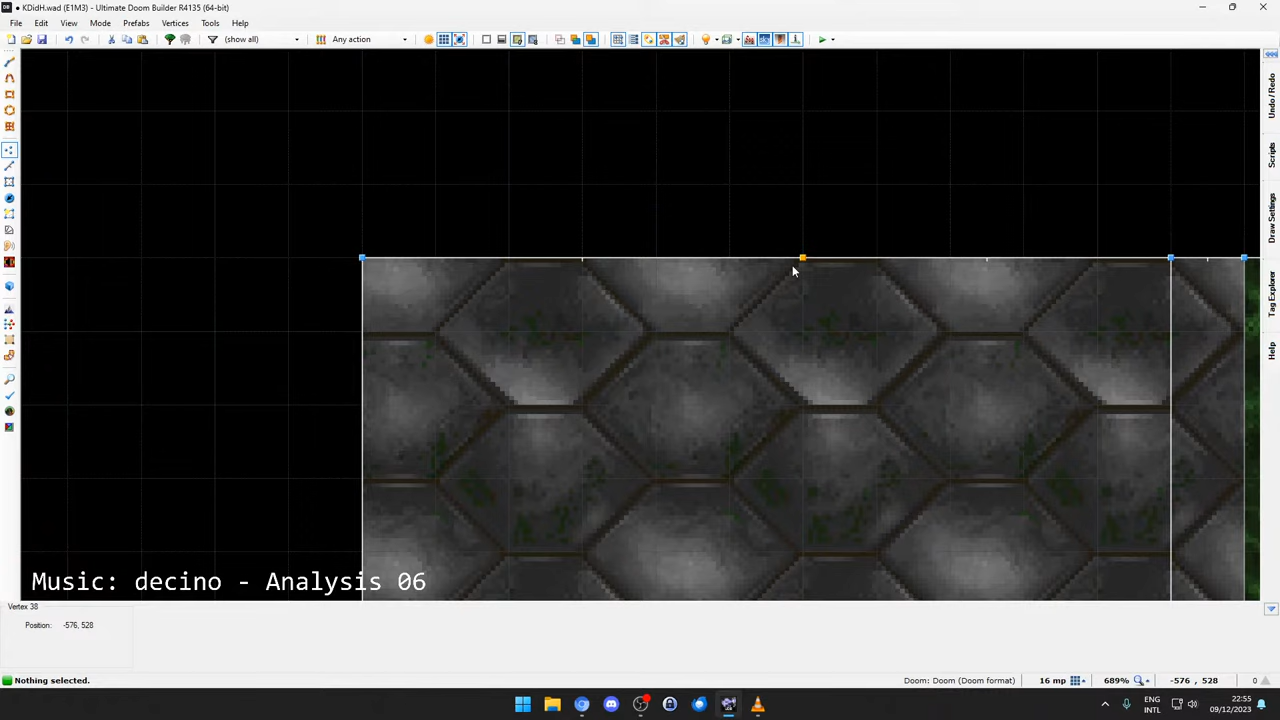 KDidH.wad (E1M3) - Ultimate Doom Builder R4135 (64-bit)
File Edit View Mode Prefabs Vertices Tools Help
(show all) Any action
Undo / Redo
Scripts
Draw Settings
Tag Explorer
Help
Music: decino - Analysis 06
Vertex 38
Position: -576, 528
Nothing selected.
Doom: Doom (Doom format) 16 mp 689% -576 , 528 0
ENG
INTL
22:55
09/12/2023